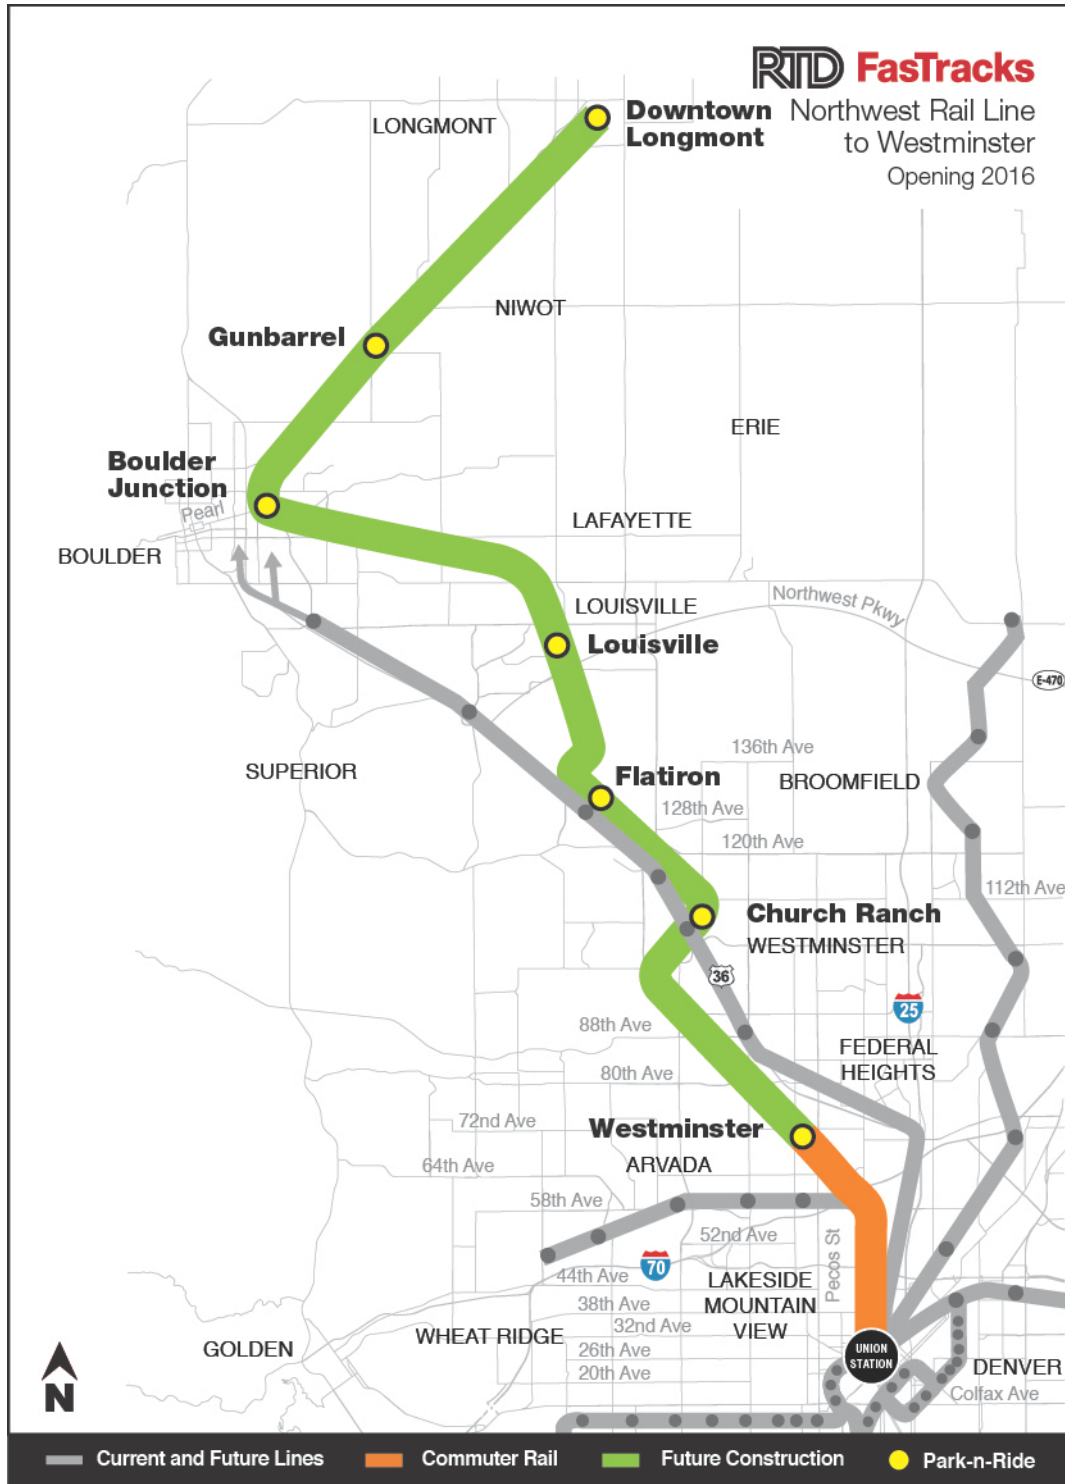 RTD FasTracks
Northwest Rail Line
to Westminster
Opening 2016
LONGMONT
Downtown
Longmont
NIWOT
Gunbarrel
ERIE
Boulder
Junction
Pearl
LAFAYETTE
BOULDER
LOUISVILLE
Northwest Pkwy
Louisville
E-470
136th Ave
SUPERIOR
Flatiron
BROOMFIELD
128th Ave
120th Ave
112th Ave
Church Ranch
WESTMINSTER
36
25
88th Ave
FEDERAL
HEIGHTS
80th Ave
72nd Ave
Westminster
64th Ave
ARVADA
58th Ave
52nd Ave
Pecos St
70
44th Ave
LAKESIDE
MOUNTAIN
VIEW
38th Ave
32nd Ave
WHEAT RIDGE
GOLDEN
26th Ave
20th Ave
UNION
STATION
DENVER
Colfax Ave
N
Current and Future Lines
Commuter Rail
Future Construction
Park-n-Ride